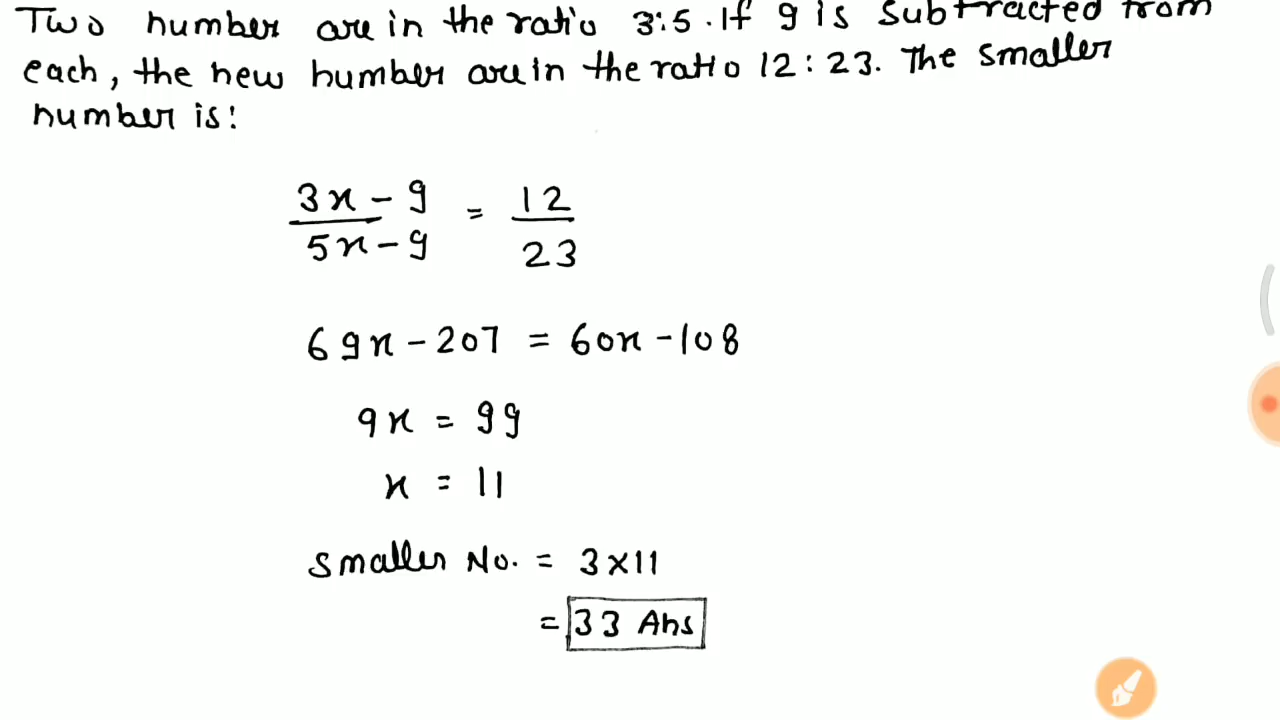 Two number are in the ratio 3:5. If 9 is subtracted from
each, the new number are in the ratio 12:23. The smaller
number is:
3x-9 / 5x-9 = 12 / 23
69x-207 = 60x-108
9x = 99
x = 11
smaller No. = 3x11
= 33 Ans